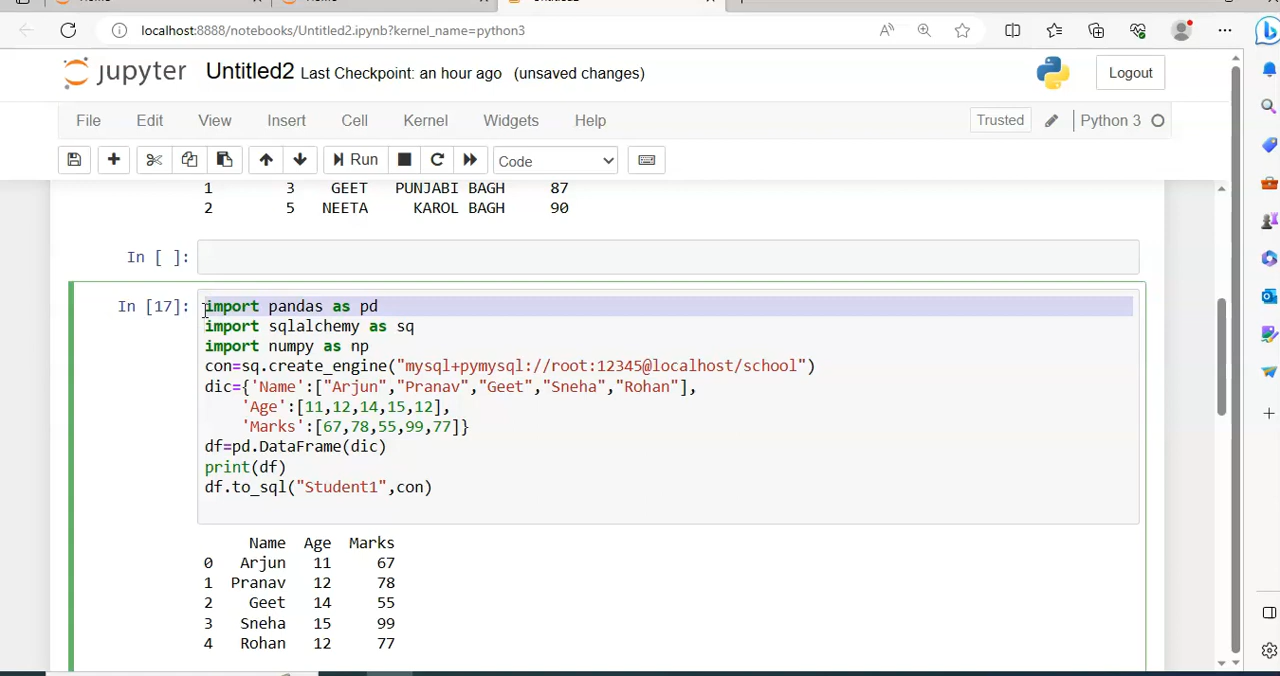 localhost:8888/notebooks/Untitled2.ipynb?kernel_name=python3
jupyter Untitled2 Last Checkpoint: an hour ago (unsaved changes) Logout
File Edit View Insert Cell Kernel Widgets Help Trusted Python 3
Run Code
1 3 GEET PUNJABI BAGH 87
2 5 NEETA KAROL BAGH 90
In [ ]:
In [17]: import pandas as pd
import sqlalchemy as sq
import numpy as np
con=sq.create_engine("mysql+pymysql://root:12345@localhost/school")
dic={'Name':["Arjun","Pranav","Geet","Sneha","Rohan"],
'Age':[11,12,14,15,12],
'Marks':[67,78,55,99,77]}
df=pd.DataFrame(dic)
print(df)
df.to_sql("Student1",con)
Name Age Marks
0 Arjun 11 67
1 Pranav 12 78
2 Geet 14 55
3 Sneha 15 99
4 Rohan 12 77